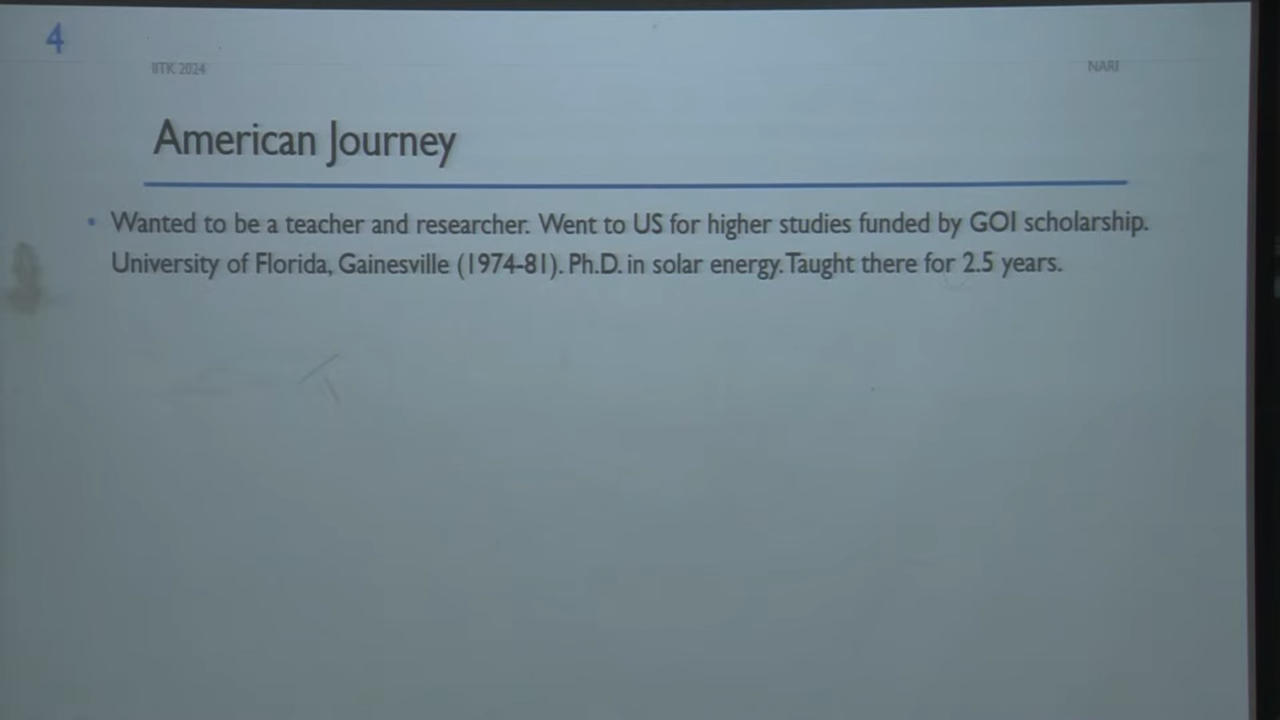 4
IITK 2024
NARI
American Journey
• Wanted to be a teacher and researcher. Went to US for higher studies funded by GOI scholarship.
University of Florida, Gainesville (1974-81). Ph.D. in solar energy. Taught there for 2.5 years.